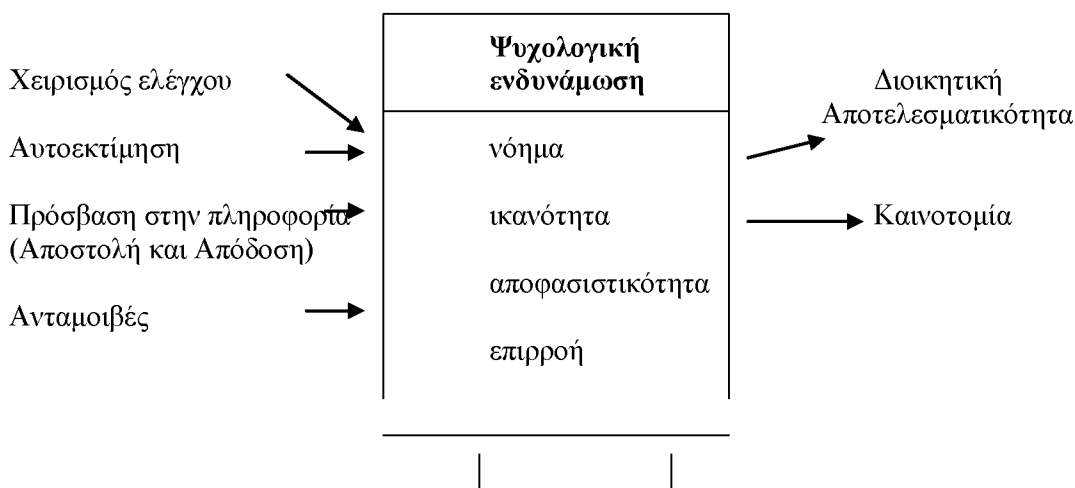 Χειρισμός ελέγχου
Αυτοεκτίμηση
Πρόσβαση στην πληροφορία
(Αποστολή και Απόδοση)
Ανταμοιβές
Ψυχολογική
ενδυνάμωση
νόημα
ικανότητα
αποφασιστικότητα
επιρροή
Διοικητική
Αποτελεσματικότητα
Καινοτομία